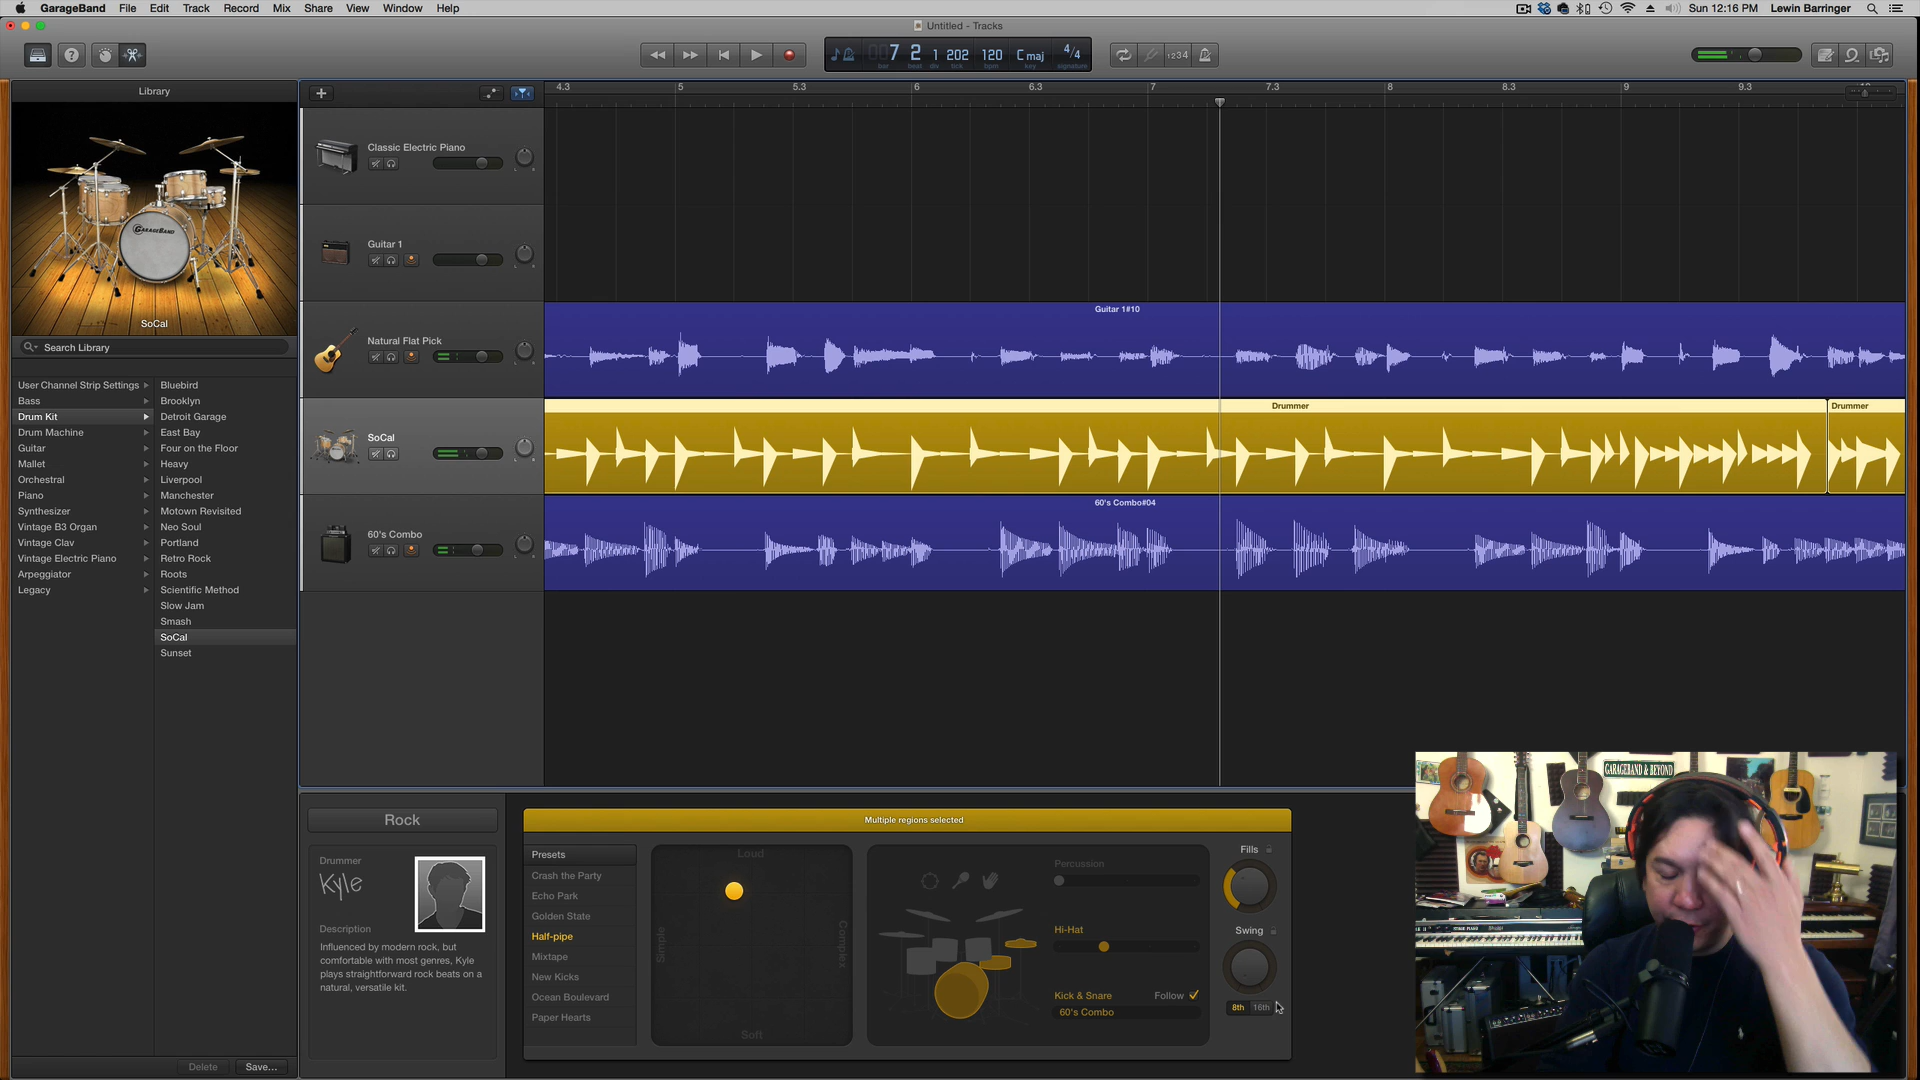 GarageBand File Edit Track Record Mix Share View Window Help
Sun 12:16 PM Lewin Barringer
Untitled - Tracks
7 2 1 202 120 C maj 4/4
bar beat div tick bpm key signature
1234
Library
4.3 5 5.3 6 6.3 7 7.3 8 8.3 9 9.3
GARAGEBAND
SoCal
Search Library
User Channel Strip Settings
Bass
Drum Kit
Drum Machine
Guitar
Mallet
Orchestral
Piano
Synthesizer
Vintage B3 Organ
Vintage Clav
Vintage Electric Piano
Arpeggiator
Legacy
Bluebird
Brooklyn
Detroit Garage
East Bay
Four on the Floor
Heavy
Liverpool
Manchester
Motown Revisited
Neo Soul
Portland
Retro Rock
Roots
Scientific Method
Slow Jam
Smash
SoCal
Sunset
Delete Save...
Classic Electric Piano
Guitar 1
Natural Flat Pick
SoCal
60's Combo
Guitar 1#10
Drummer Drummer
60's Combo#04
Rock
Drummer
Kyle
Description
Influenced by modern rock, but
comfortable with most genres, Kyle
plays straightforward rock beats on a
natural, versatile kit.
Multiple regions selected
Presets
Crash the Party
Echo Park
Golden State
Half-pipe
Mixtape
New Kicks
Ocean Boulevard
Paper Hearts
Loud
Simple
Complex
Soft
Percussion
Hi-Hat
Kick & Snare Follow
60's Combo
Fills
Swing
8th 16th
GARAGEBAND & BEYOND